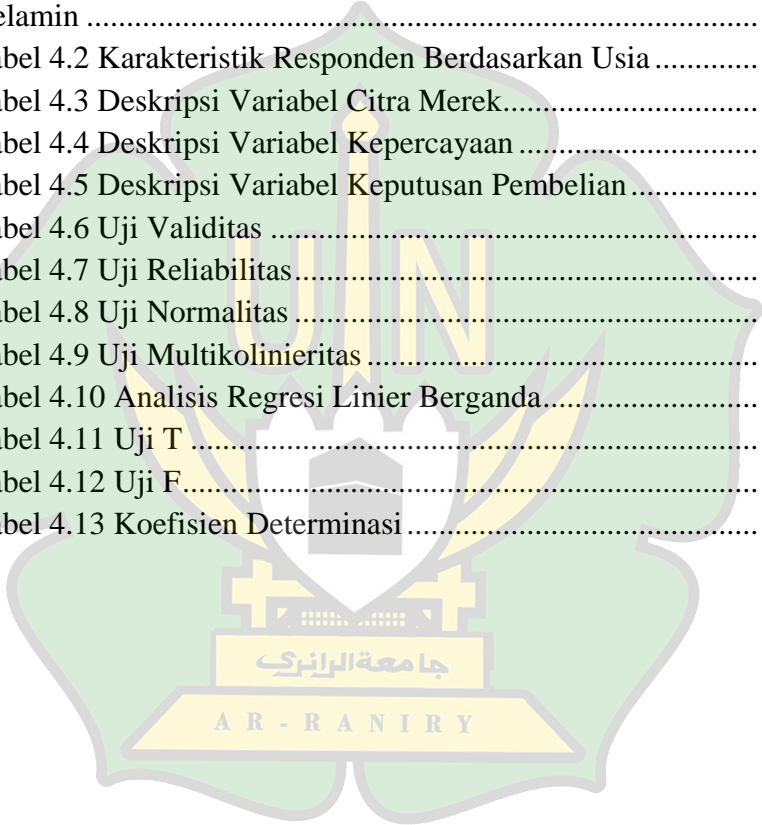 elamin ..........................................................................................
abel 4.2 Karakteristik Responden Berdasarkan Usia .............
abel 4.3 Deskripsi Variabel Citra Merek.................................
abel 4.4 Deskripsi Variabel Kepercayaan ...............................
abel 4.5 Deskripsi Variabel Keputusan Pembelian ................
abel 4.6 Uji Validitas ..............................................................
abel 4.7 Uji Reliabilitas...........................................................
abel 4.8 Uji Normalitas ...........................................................
abel 4.9 Uji Multikolinieritas .................................................
abel 4.10 Analisis Regresi Linier Berganda............................
abel 4.11 Uji T ........................................................................
abel 4.12 Uji F.........................................................................
abel 4.13 Koefisien Determinasi .............................................
UIN
جامعةالرانري
AR-RANIRY